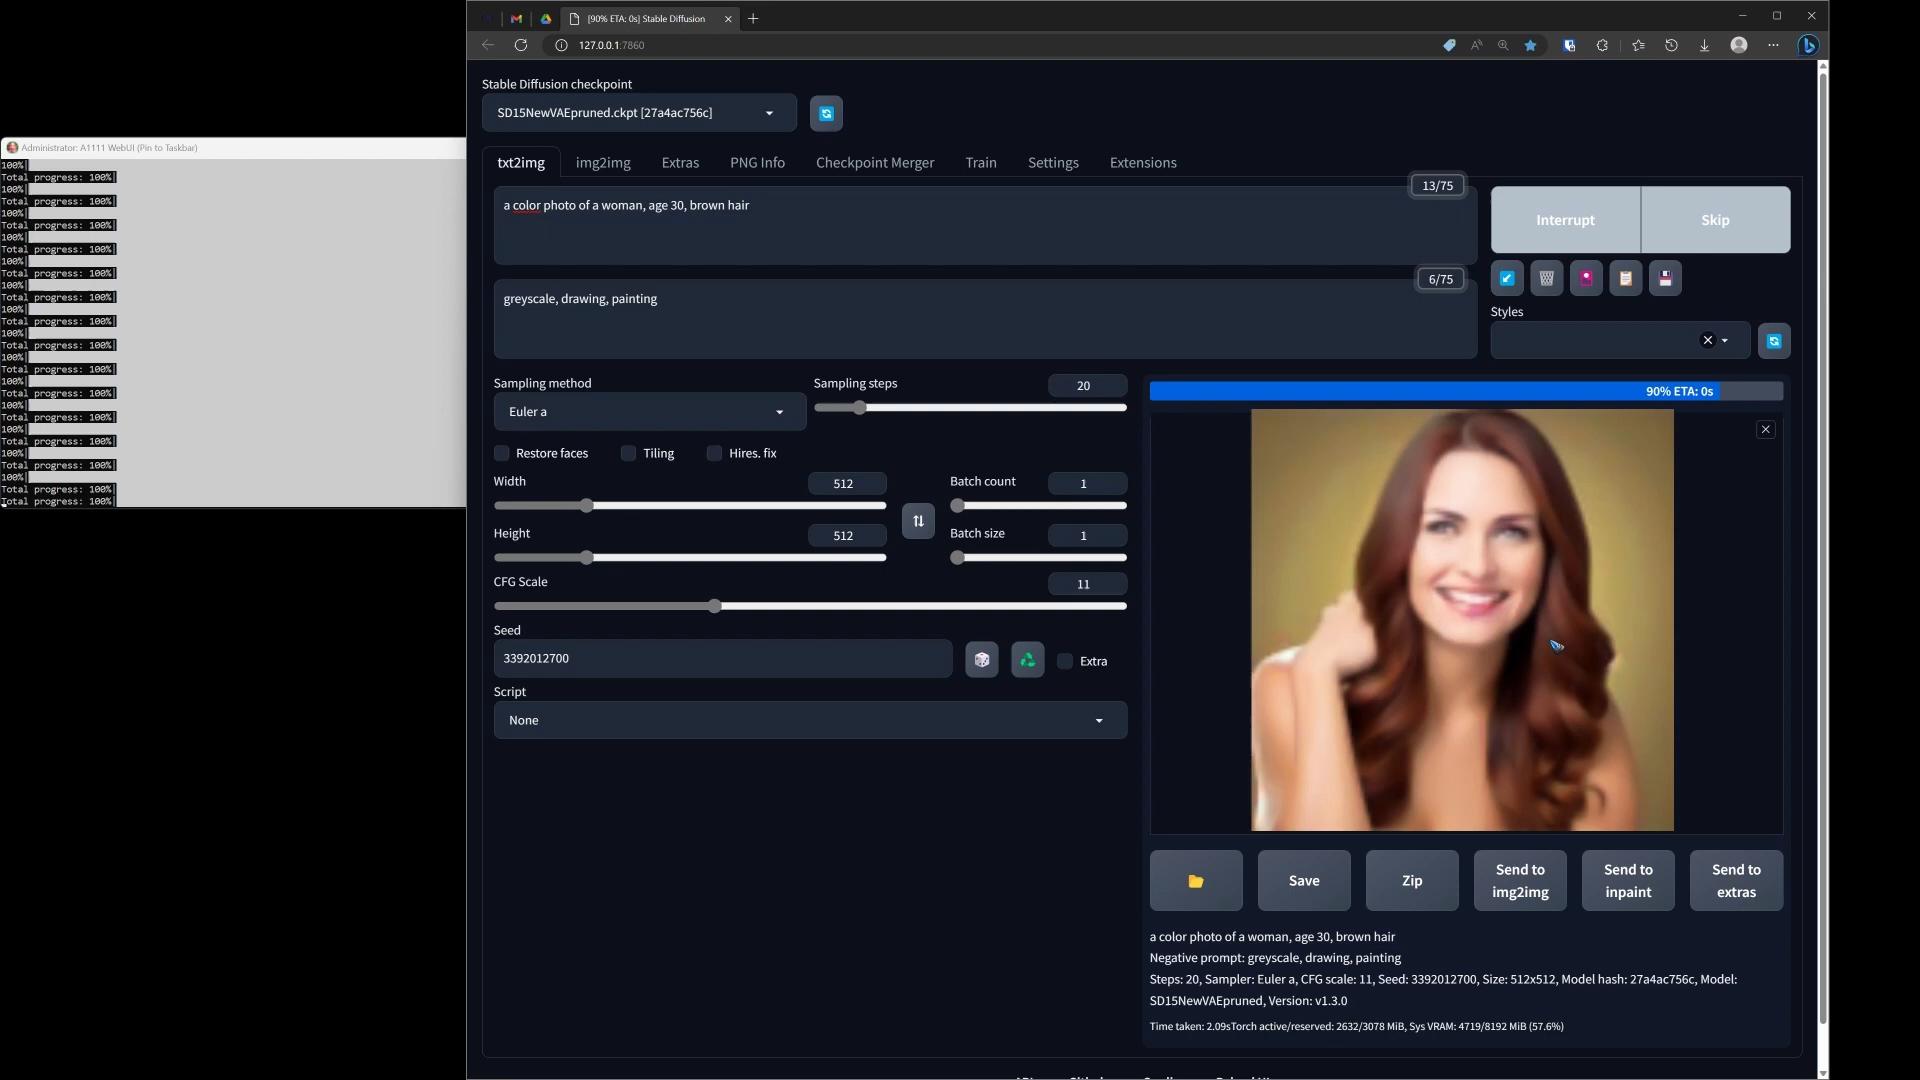 [90% ETA: 0s] Stable Diffusion
127.0.0.1:7860
Stable Diffusion checkpoint
SD15NewVAEpruned.ckpt [27a4ac756c]
Administrator: A1111 WebUI (Pin to Taskbar)
100%|
Total progress: 100%|
100%|
Total progress: 100%|
100%|
Total progress: 100%|
100%|
Total progress: 100%|
100%|
Total progress: 100%|
100%|
Total progress: 100%|
100%|
Total progress: 100%|
100%|
Total progress: 100%|
100%|
Total progress: 100%|
100%|
Total progress: 100%|
100%|
Total progress: 100%|
100%|
Total progress: 100%|
100%|
Total progress: 100%|
100%|
Total progress: 100%|
Total progress: 100%|
txt2img img2img Extras PNG Info Checkpoint Merger Train Settings Extensions
13/75
a color photo of a woman, age 30, brown hair
Interrupt Skip
6/75
greyscale, drawing, painting
Styles
Sampling method
Euler a
Sampling steps
20
90% ETA: 0s
Restore faces Tiling Hires. fix
Width
512
Batch count
1
Height
512
Batch size
1
CFG Scale
11
Seed
3392012700
Extra
Script
None
Save
Zip
Send to img2img
Send to inpaint
Send to extras
a color photo of a woman, age 30, brown hair
Negative prompt: greyscale, drawing, painting
Steps: 20, Sampler: Euler a, CFG scale: 11, Seed: 3392012700, Size: 512x512, Model hash: 27a4ac756c, Model:
SD15NewVAEpruned, Version: v1.3.0
Time taken: 2.09sTorch active/reserved: 2632/3078 MiB, Sys VRAM: 4719/8192 MiB (57.6%)